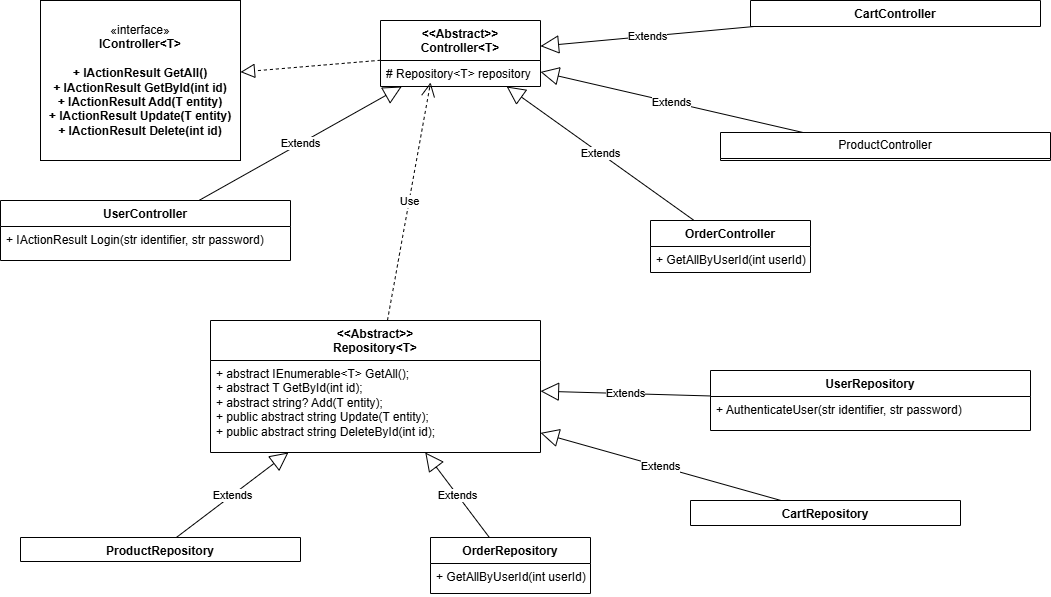 «interface»
IController<T>
+ IActionResult GetAll()
+ IActionResult GetById(int id)
+ IActionResult Add(T entity)
+ IActionResult Update(T entity)
+ IActionResult Delete(int id)
<<Abstract>>
Controller<T>
# Repository<T> repository
CartController
Extends
Extends
ProductController
Extends
Extends
Use
UserController
+ IActionResult Login(str identifier, str password)
OrderController
+ GetAllByUserId(int userId)
<<Abstract>>
Repository<T>
+ abstract IEnumerable<T> GetAll();
+ abstract T GetById(int id);
+ abstract string? Add(T entity);
+ public abstract string Update(T entity);
+ public abstract string DeleteById(int id);
Extends
UserRepository
+ AuthenticateUser(str identifier, str password)
Extends
CartRepository
Extends
Extends
ProductRepository
OrderRepository
+ GetAllByUserId(int userId)